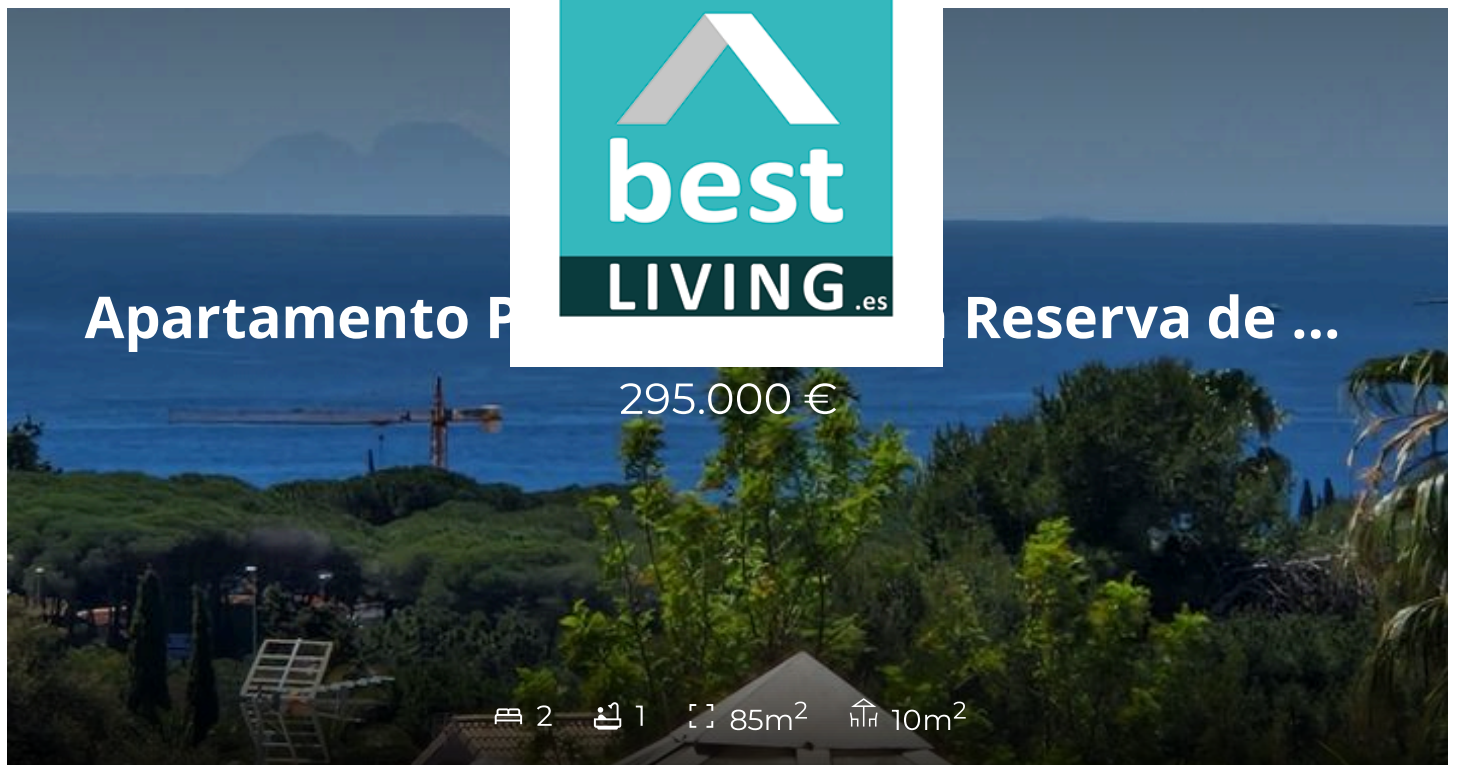 best
LIVING.es
Apartamento Reserva de ...
295.000 €
2 1 85m² 10m²